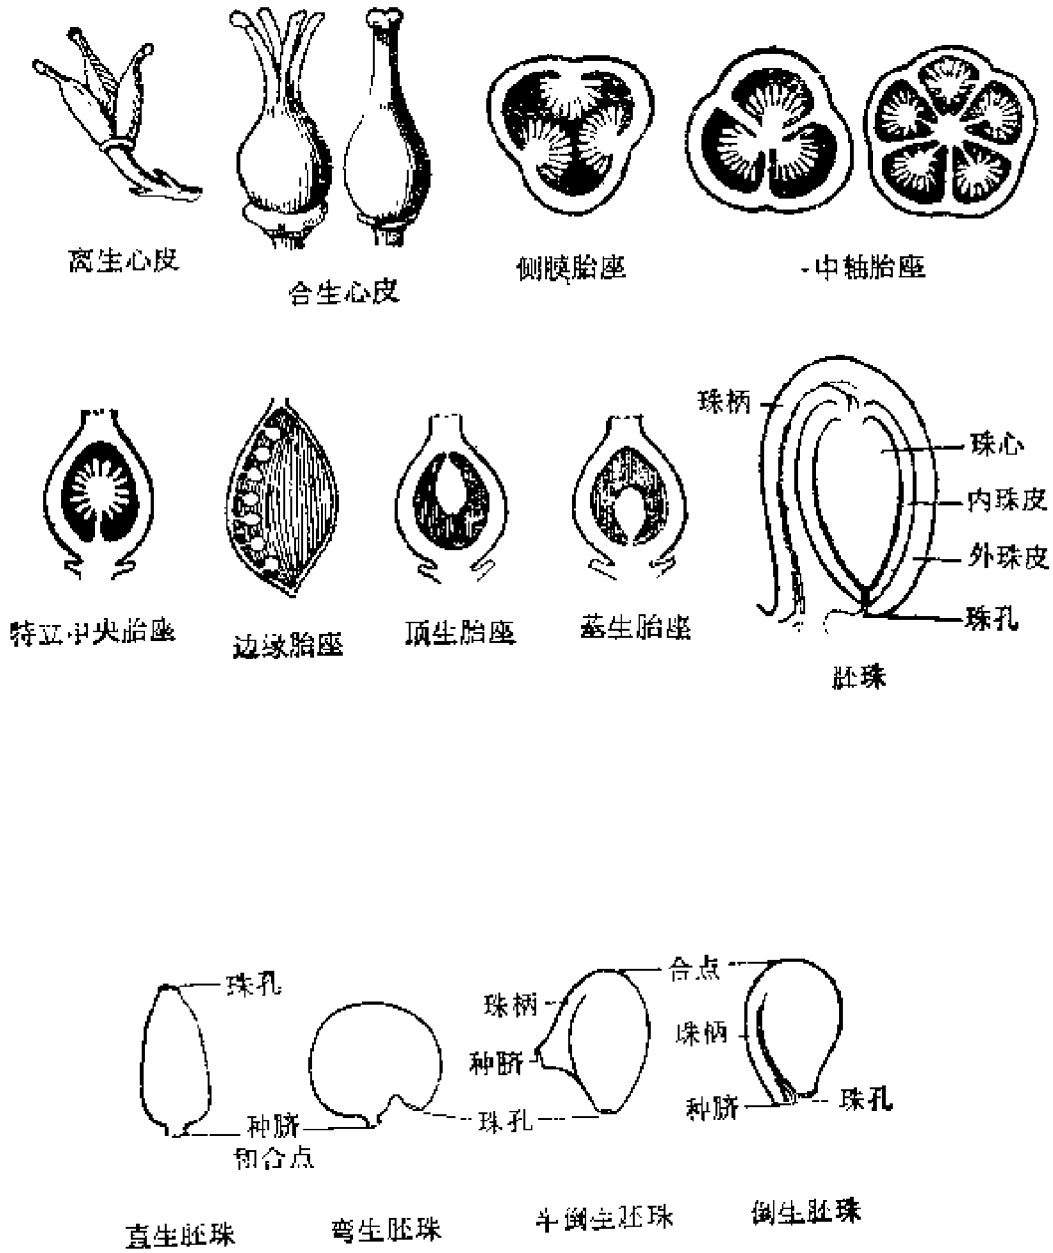 离生心皮
合生心皮
侧膜胎座
中轴胎座
特立中央胎座
边缘胎座
顶生胎座
基生胎座
珠柄
珠心
内珠皮
外珠皮
珠孔
胚珠
珠孔
种脐
和合点
直生胚珠
弯生胚珠
珠孔
珠柄
种脐
合点
半倒生胚珠
珠柄
种脐
珠孔
倒生胚珠